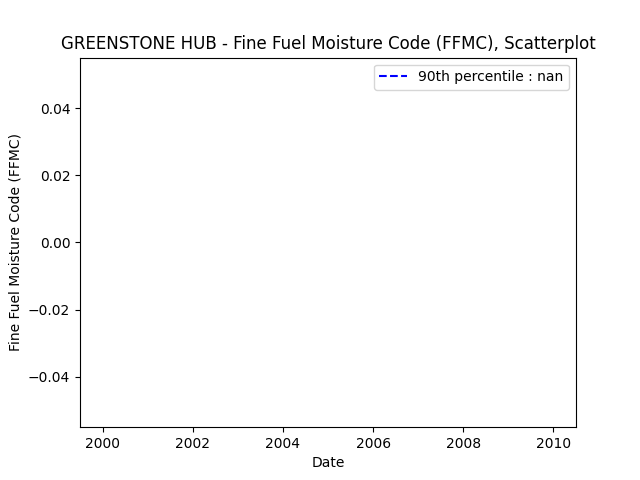 GREENSTONE HUB - Fine Fuel Moisture Code (FFMC), Scatterplot
90th percentile : nan
Fine Fuel Moisture Code (FFMC)
0.04
0.02
0.00
−0.02
−0.04
2000 2002 2004 2006 2008 2010
Date